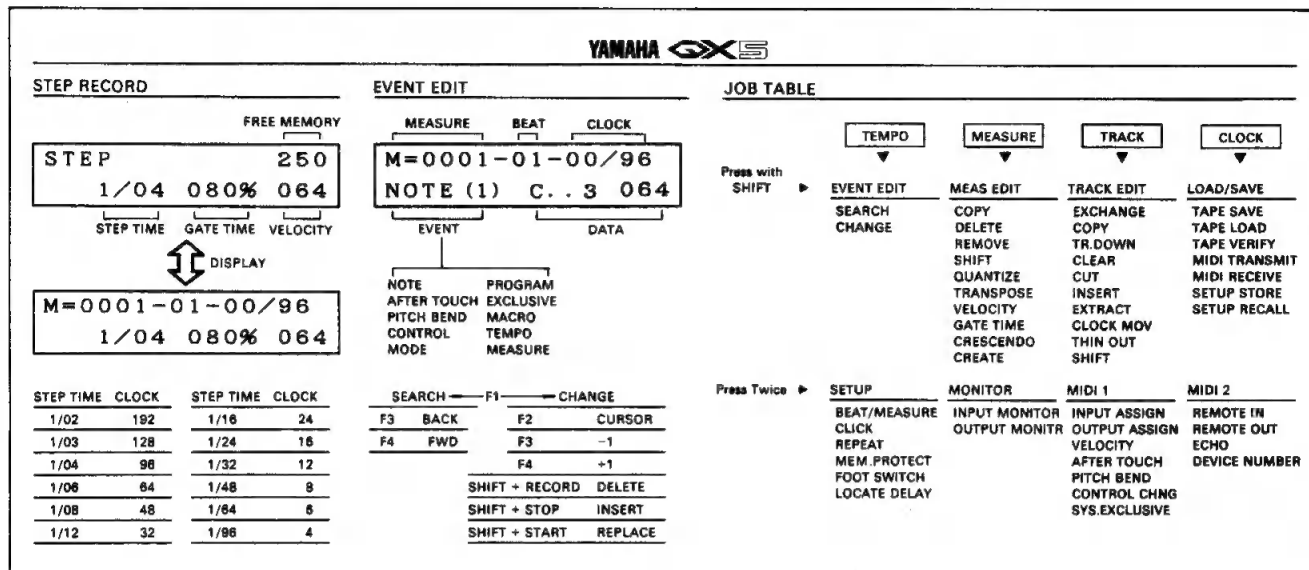 YAMAHA QX5
STEP RECORD
FREE MEMORY
STEP 250
1/04 080% 064
STEP TIME GATE TIME VELOCITY
DISPLAY
M=0001-01-00/96
1/04 080% 064
STEP TIME CLOCK STEP TIME CLOCK
1/02 192 1/16 24
1/03 128 1/24 16
1/04 96 1/32 12
1/06 64 1/48 8
1/08 48 1/64 6
1/12 32 1/96 4
EVENT EDIT
MEASURE BEAT CLOCK
M=0001-01-00/96
NOTE (1) C..3 064
EVENT DATA
NOTE PROGRAM
AFTER TOUCH EXCLUSIVE
PITCH BEND MACRO
CONTROL TEMPO
MODE MEASURE
SEARCH F1 CHANGE
F3 BACK F2 CURSOR
F4 FWD F3 -1
F4 +1
SHIFT + RECORD DELETE
SHIFT + STOP INSERT
SHIFT + START REPLACE
JOB TABLE
TEMPO MEASURE TRACK CLOCK
Press with
SHIFT
EVENT EDIT MEAS EDIT TRACK EDIT LOAD/SAVE
SEARCH COPY EXCHANGE TAPE SAVE
CHANGE DELETE COPY TAPE LOAD
REMOVE TR.DOWN TAPE VERIFY
SHIFT CLEAR MIDI TRANSMIT
QUANTIZE CUT MIDI RECEIVE
TRANSPOSE INSERT SETUP STORE
VELOCITY EXTRACT SETUP RECALL
GATE TIME CLOCK MOV
CRESCENDO THIN OUT
CREATE SHIFT
Press Twice SETUP MONITOR MIDI 1 MIDI 2
BEAT/MEASURE INPUT MONITOR INPUT ASSIGN REMOTE IN
CLICK OUTPUT MONITR OUTPUT ASSIGN REMOTE OUT
REPEAT VELOCITY ECHO
MEM.PROTECT AFTER TOUCH DEVICE NUMBER
FOOT SWITCH PITCH BEND
LOCATE DELAY CONTROL CHNG
SYS.EXCLUSIVE